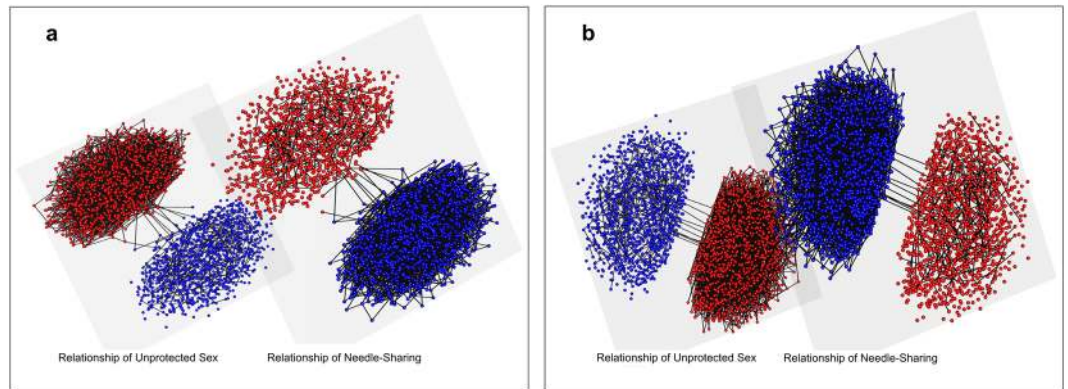 a
Relationship of Unprotected Sex
Relationship of Needle-Sharing
b
Relationship of Unprotected Sex
Relationship of Needle-Sharing